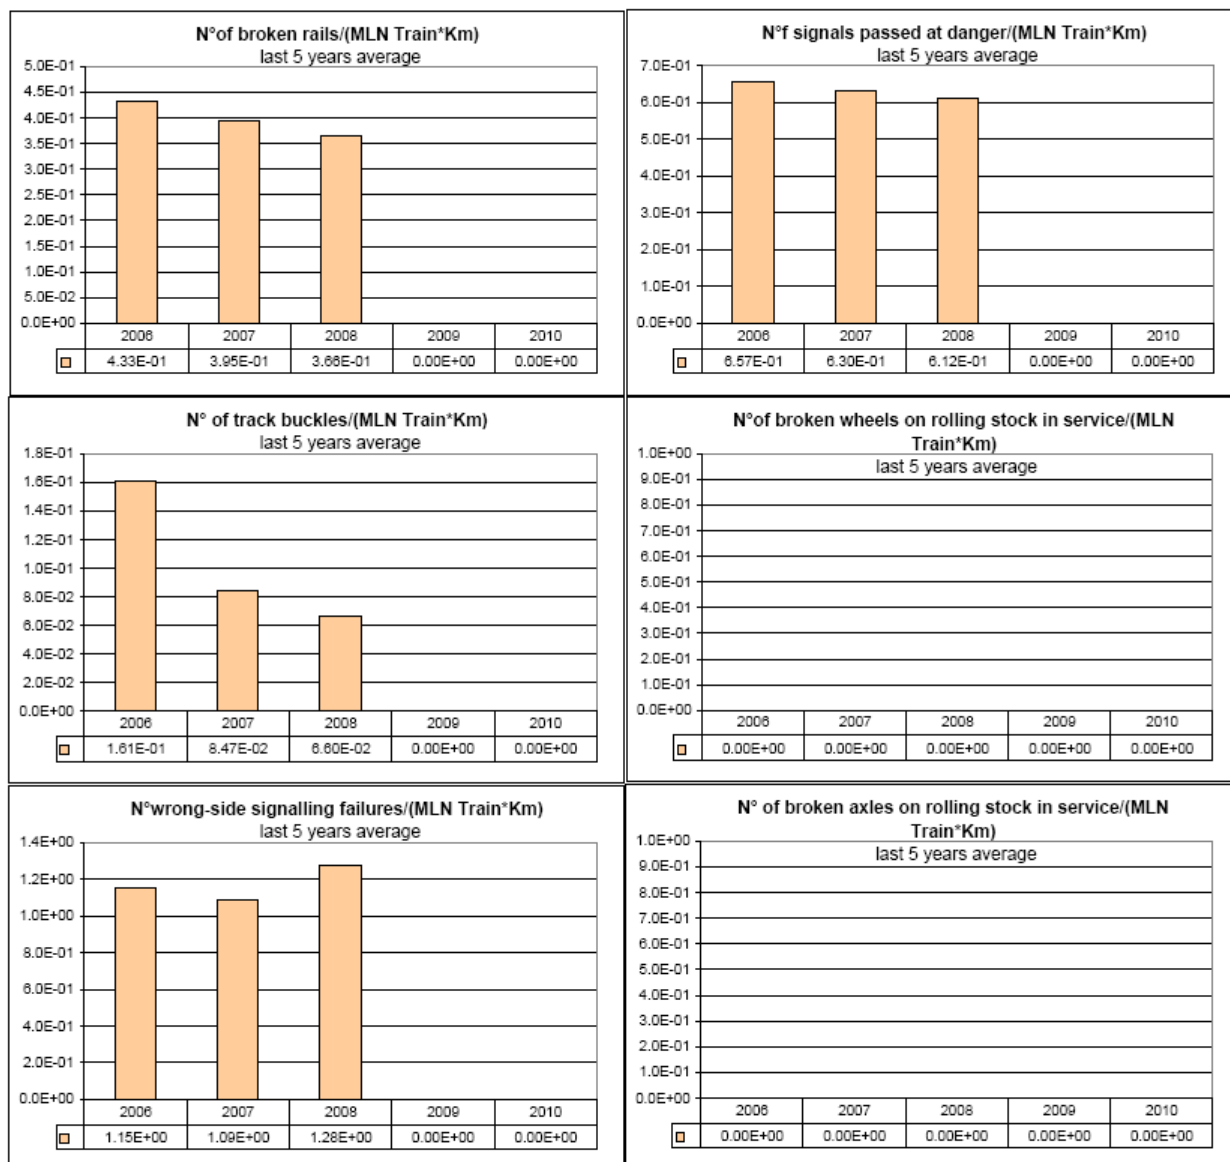 N°of broken rails/(MLN Train*Km)
last 5 years average
5.0E-01
4.5E-01
4.0E-01
3.5E-01
3.0E-01
2.5E-01
2.0E-01
1.5E-01
1.0E-01
5.0E-02
0.0E+00
2006 2007 2008 2009 2010
4.33E-01 3.95E-01 3.66E-01 0.00E+00 0.00E+00
N°f signals passed at danger/(MLN Train*Km)
last 5 years average
7.0E-01
6.0E-01
5.0E-01
4.0E-01
3.0E-01
2.0E-01
1.0E-01
0.0E+00
2006 2007 2008 2009 2010
6.57E-01 6.30E-01 6.12E-01 0.00E+00 0.00E+00
N° of track buckles/(MLN Train*Km)
last 5 years average
1.8E-01
1.6E-01
1.4E-01
1.2E-01
1.0E-01
8.0E-02
6.0E-02
4.0E-02
2.0E-02
0.0E+00
2006 2007 2008 2009 2010
1.61E-01 8.47E-02 6.60E-02 0.00E+00 0.00E+00
N°of broken wheels on rolling stock in service/(MLN
Train*Km)
last 5 years average
1.0E+00
9.0E-01
8.0E-01
7.0E-01
6.0E-01
5.0E-01
4.0E-01
3.0E-01
2.0E-01
1.0E-01
0.0E+00
2006 2007 2008 2009 2010
0.00E+00 0.00E+00 0.00E+00 0.00E+00 0.00E+00
N°wrong-side signalling failures/(MLN Train*Km)
last 5 years average
1.4E+00
1.2E+00
1.0E+00
8.0E-01
6.0E-01
4.0E-01
2.0E-01
0.0E+00
2006 2007 2008 2009 2010
1.15E+00 1.09E+00 1.28E+00 0.00E+00 0.00E+00
N° of broken axles on rolling stock in service/(MLN
Train*Km)
last 5 years average
1.0E+00
9.0E-01
8.0E-01
7.0E-01
6.0E-01
5.0E-01
4.0E-01
3.0E-01
2.0E-01
1.0E-01
0.0E+00
2006 2007 2008 2009 2010
0.00E+00 0.00E+00 0.00E+00 0.00E+00 0.00E+00